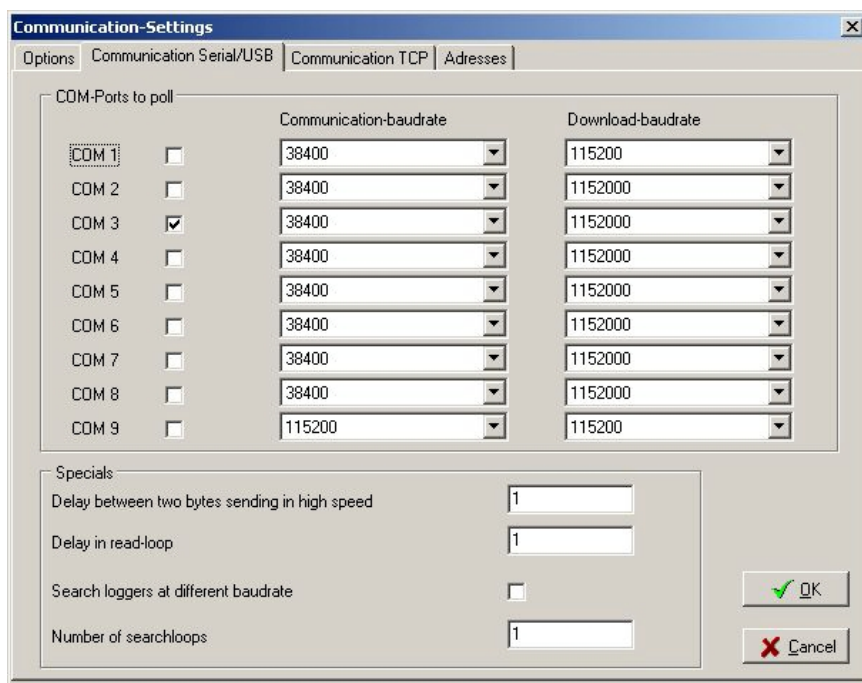 Communication-Settings
Options Communication Serial/USB Communication TCP Adresses
COM-Ports to poll
Communication-baudrate Download-baudrate
COM 1 38400 115200
COM 2 38400 1152000
COM 3 38400 1152000
COM 4 38400 1152000
COM 5 38400 1152000
COM 6 38400 1152000
COM 7 38400 1152000
COM 8 38400 1152000
COM 9 115200 115200
Specials
Delay between two bytes sending in high speed 1
Delay in read-loop 1
Search loggers at different baudrate
OK
Number of searchloops 1
Cancel